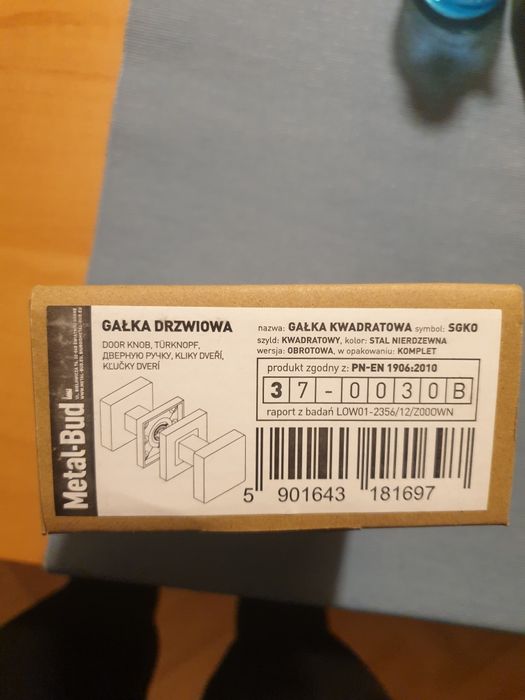 GAŁKA DRZWIOWA
DOOR KNOB, TÜRKNOPF,
ДВЕРНУЮ РУЧКУ, KLIKY DVEŘÍ,
KĽUČKY DVERÍ
nazwa: GAŁKA KWADRATOWA symbol: SGKO
szyld: KWADRATOWY, kolor: STAL NIERDZEWNA
wersja: OBROTOWA, w opakowaniu: KOMPLET
produkt zgodny z: PN-EN 1906:2010
3 7 - 0 0 3 0 B
raport z badań LOW01-2356/12/Z00OWN
5 901643 181697
Metal-Bud